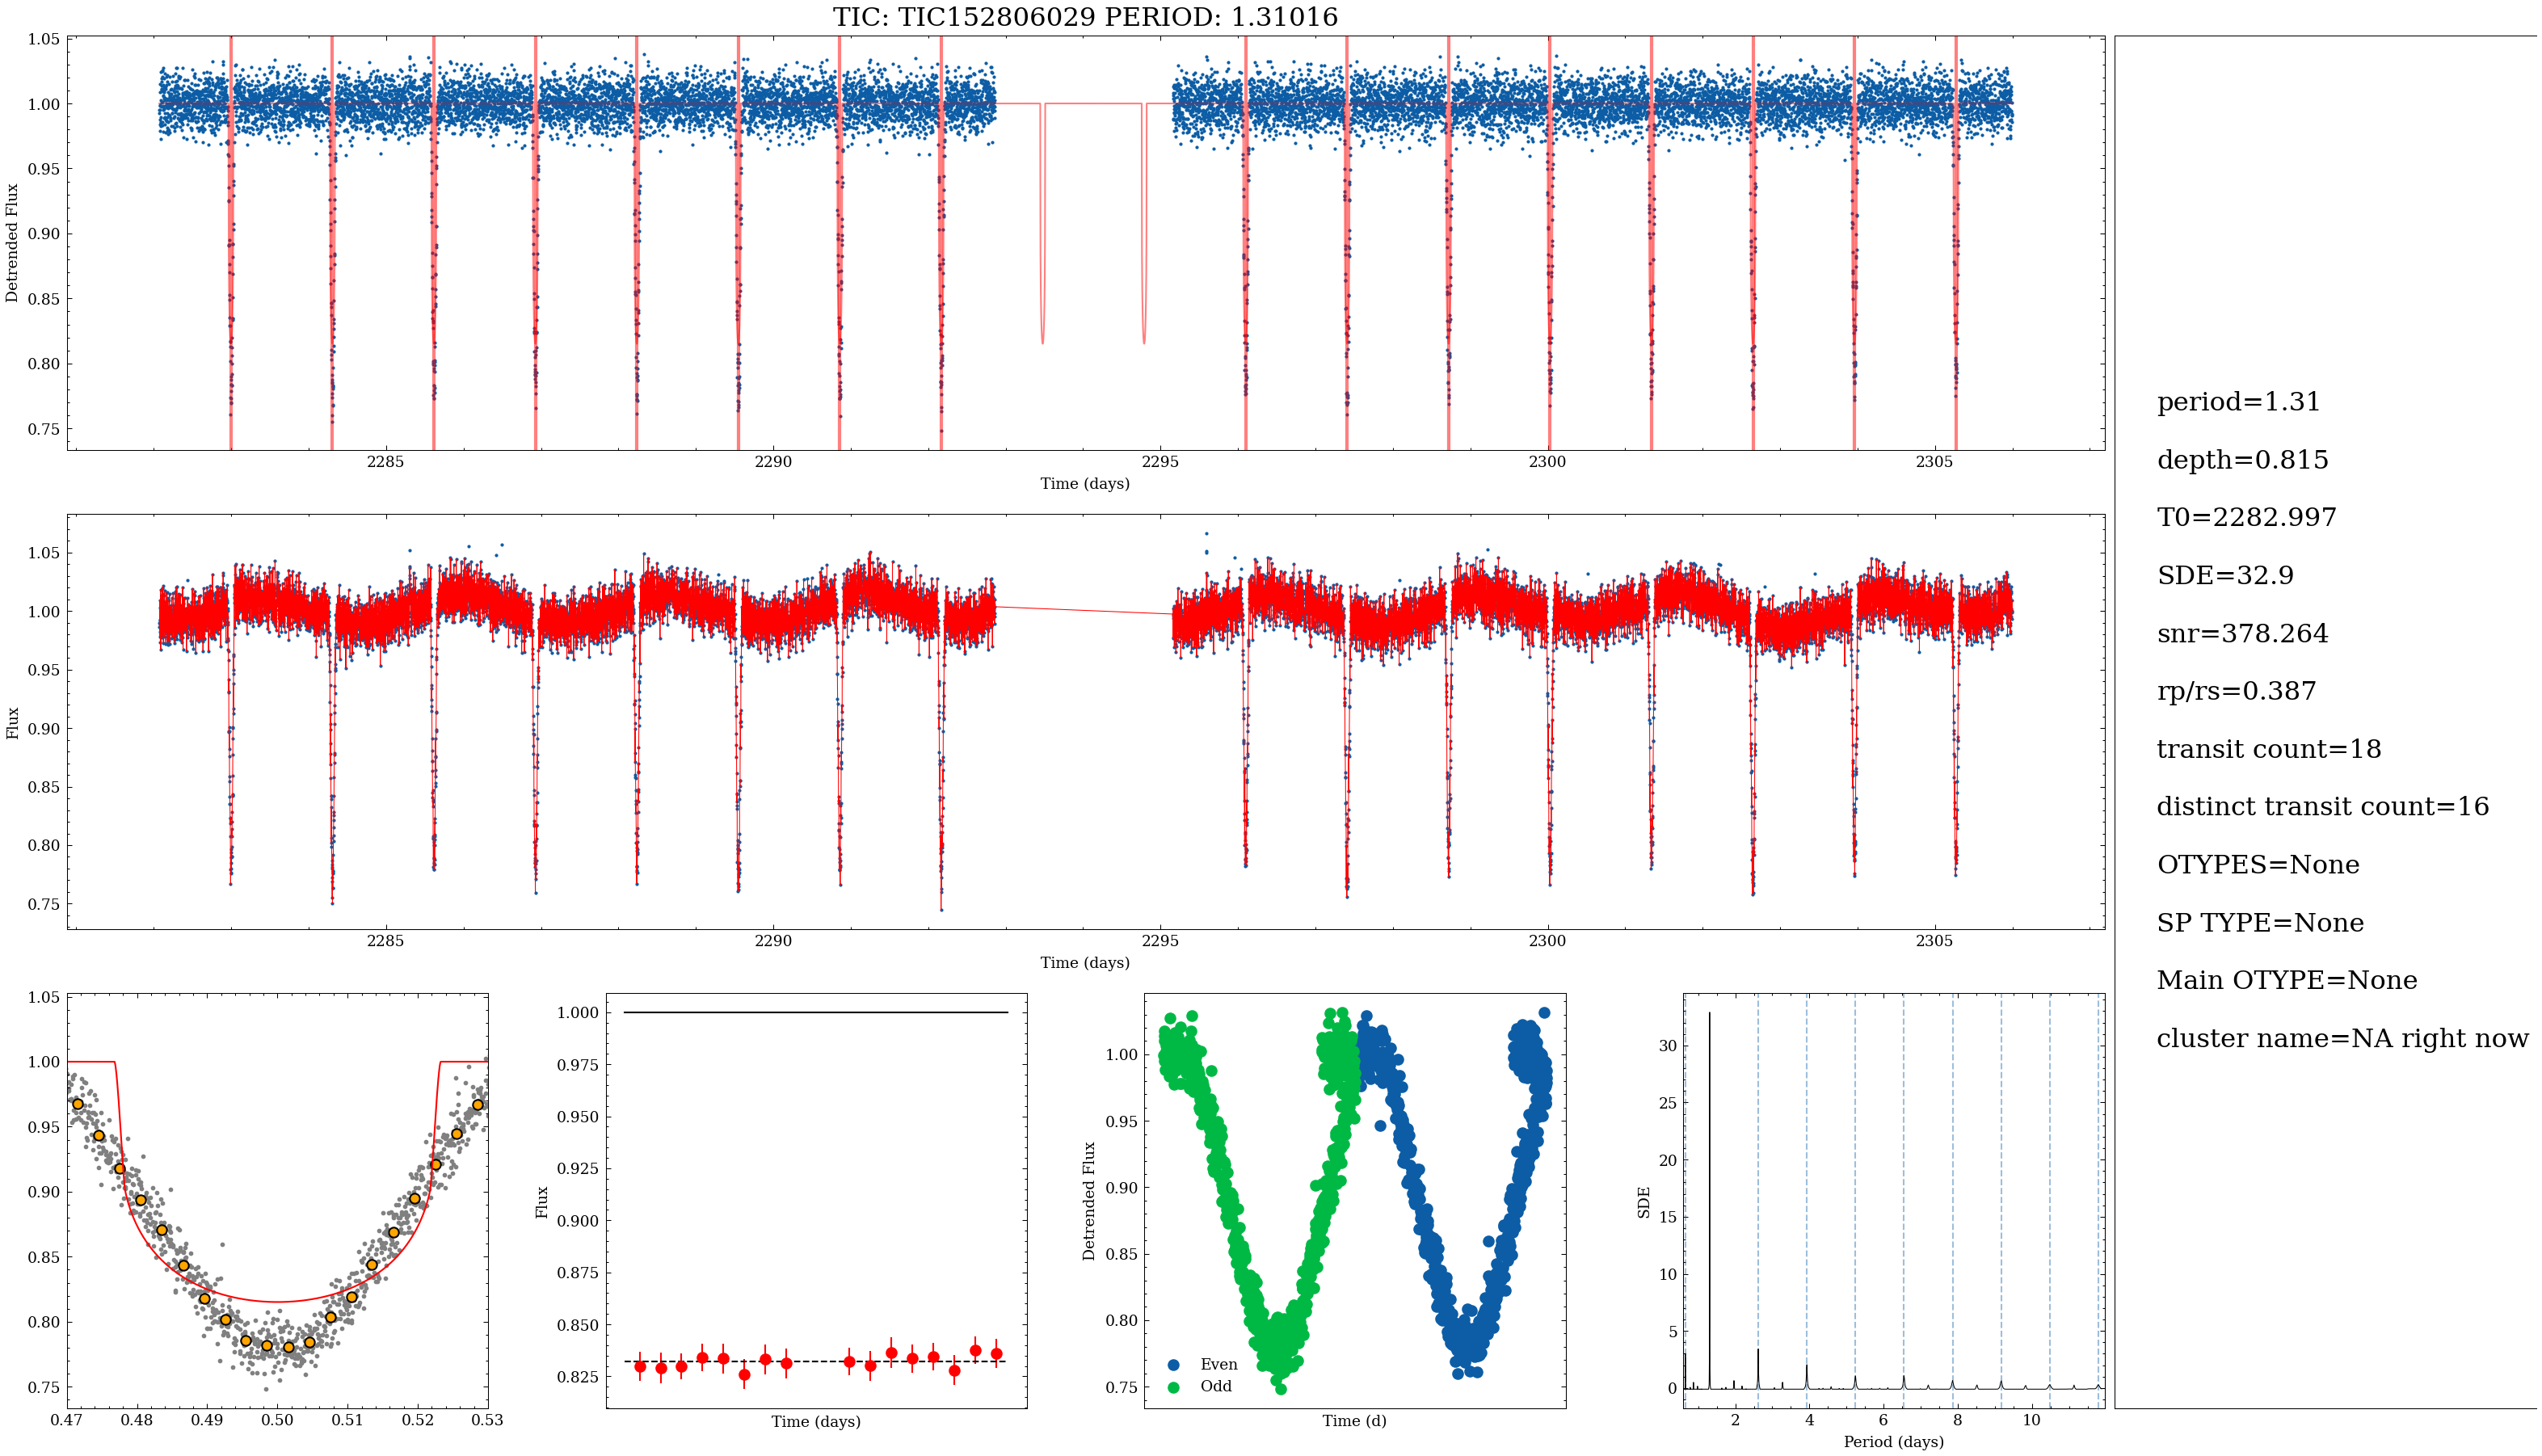 TIC: TIC152806029 PERIOD: 1.31016
1.05
1.00
0.95
0.90
0.85
0.80
0.75
Detrended Flux
2285 2290 2295 2300 2305
Time (days)
1.05
1.00
0.95
0.90
0.85
0.80
0.75
Flux
2285 2290 2295 2300 2305
Time (days)
period=1.31
depth=0.815
T0=2282.997
SDE=32.9
snr=378.264
rp/rs=0.387
transit count=18
distinct transit count=16
OTYPES=None
SP TYPE=None
Main OTYPE=None
cluster name=NA right now
1.05
1.00
0.95
0.90
0.85
0.80
0.75
0.47 0.48 0.49 0.50 0.51 0.52 0.53
1.000
0.975
0.950
0.925
0.900
0.875
0.850
0.825
Flux
Time (days)
1.00
0.95
0.90
0.85
0.80
0.75
Detrended Flux
Even
Odd
Time (d)
30
25
20
15
10
5
0
SDE
2 4 6 8 10
Period (days)